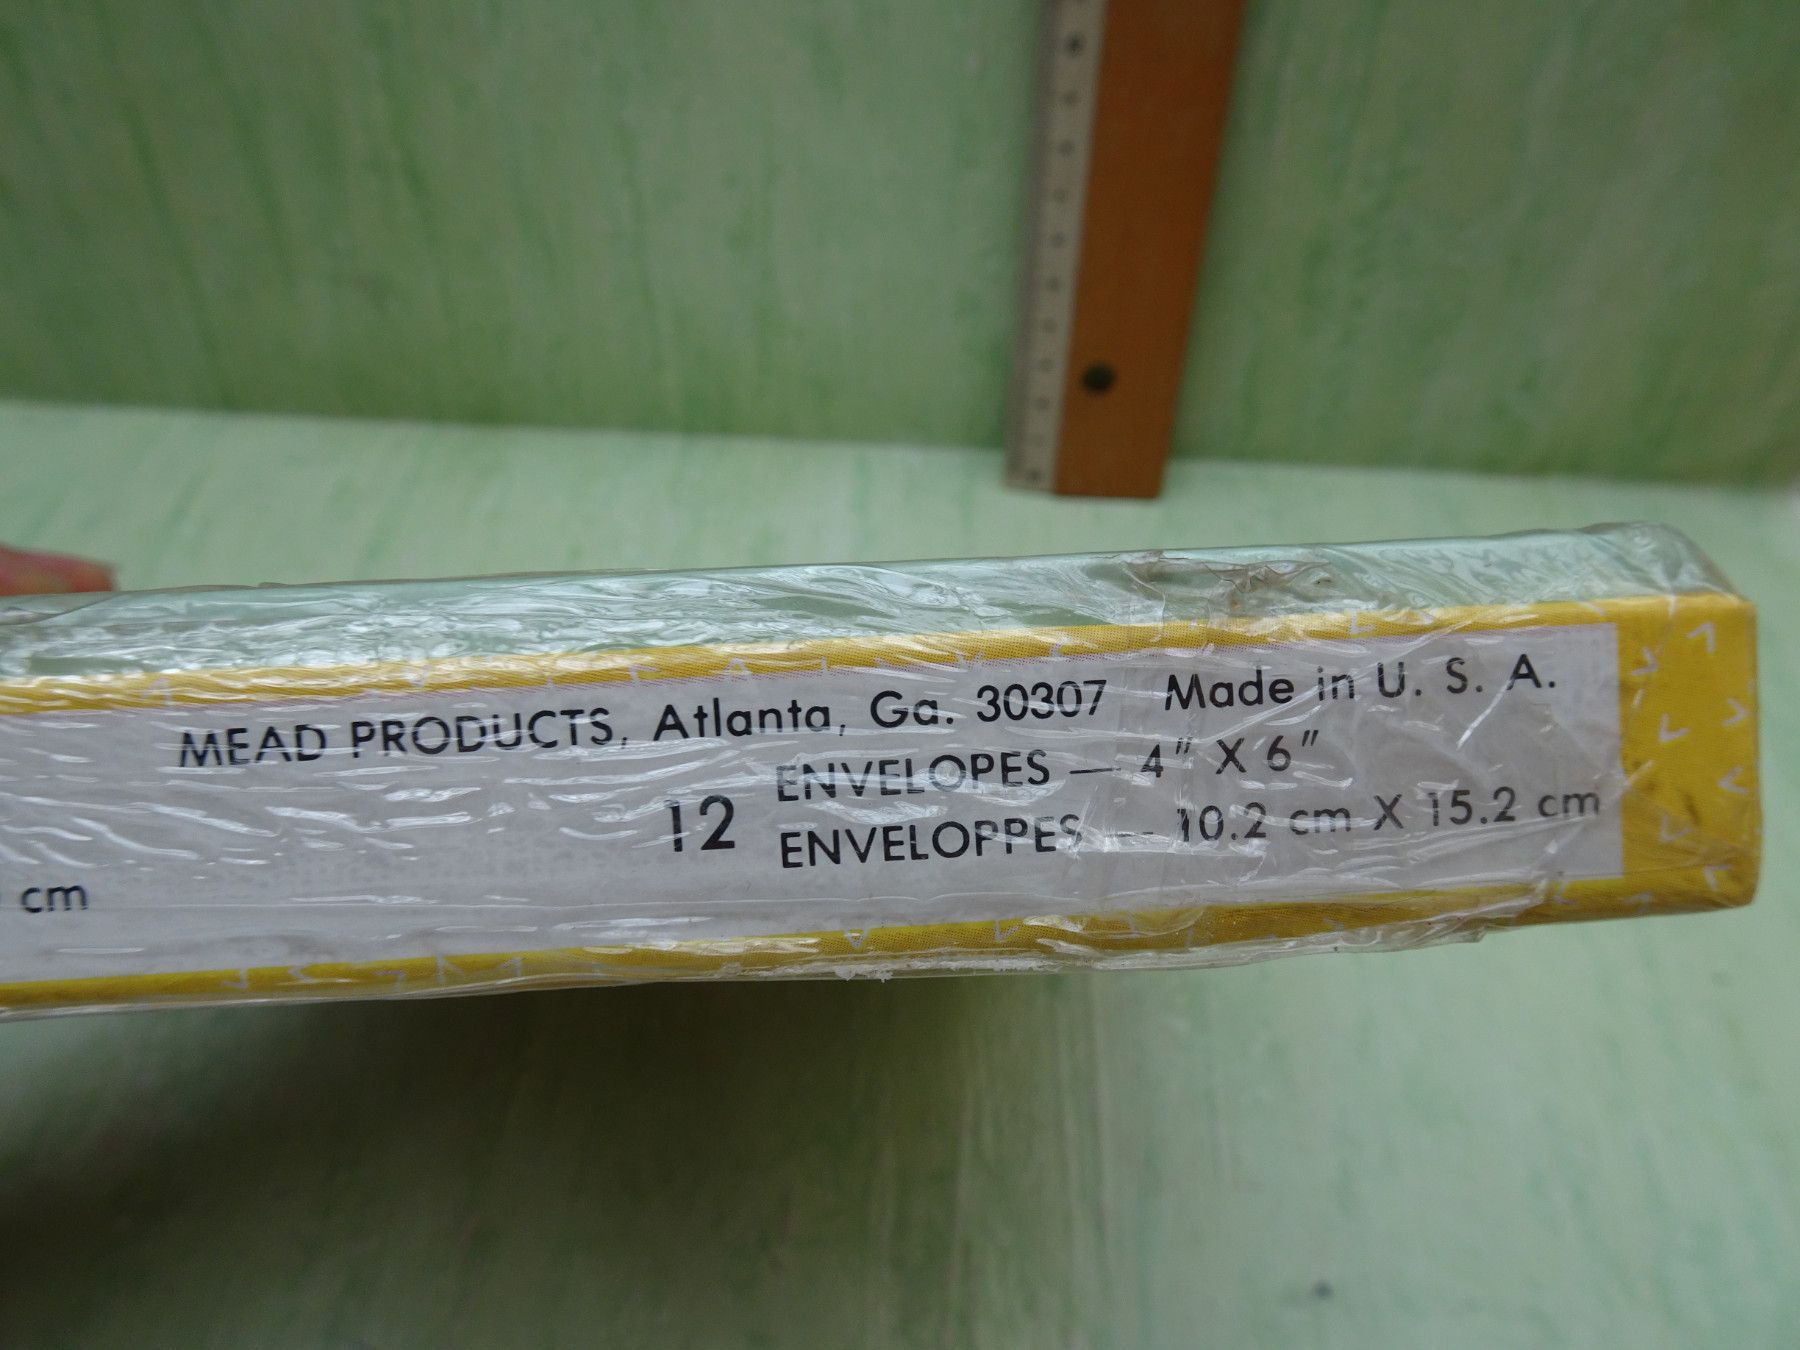 MEAD PRODUCTS, Atlanta, Ga. 30307 Made in U. S. A.
ENVELOPES — 4" X 6"
12
ENVELOPPES — 10.2 cm X 15.2 cm
cm